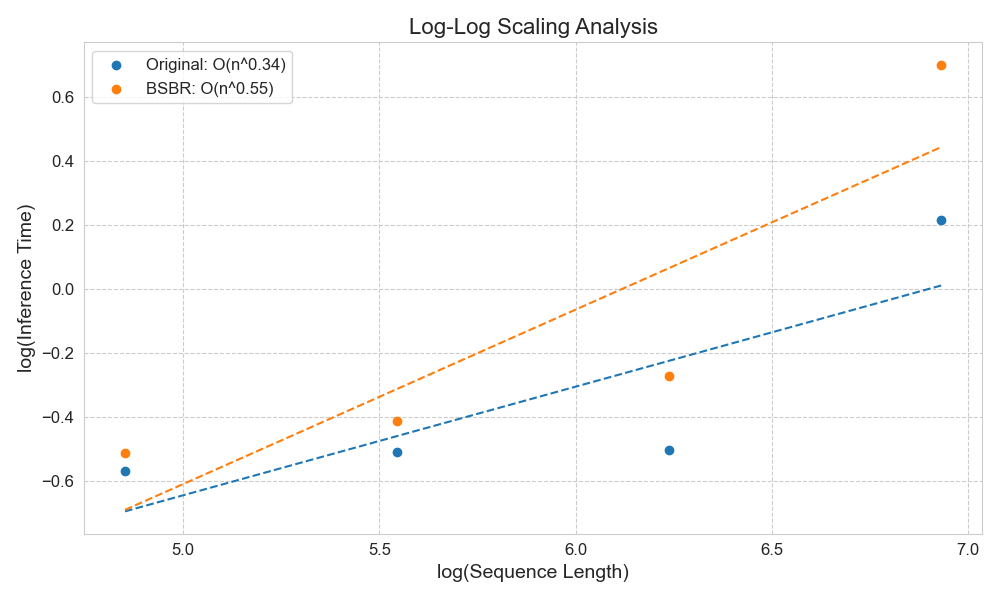 Log-Log Scaling Analysis
Original: O(n^0.34)
BSBR: O(n^0.55)
log(Inference Time)
0.6
0.4
0.2
0.0
−0.2
−0.4
−0.6
5.0 5.5 6.0 6.5 7.0
log(Sequence Length)